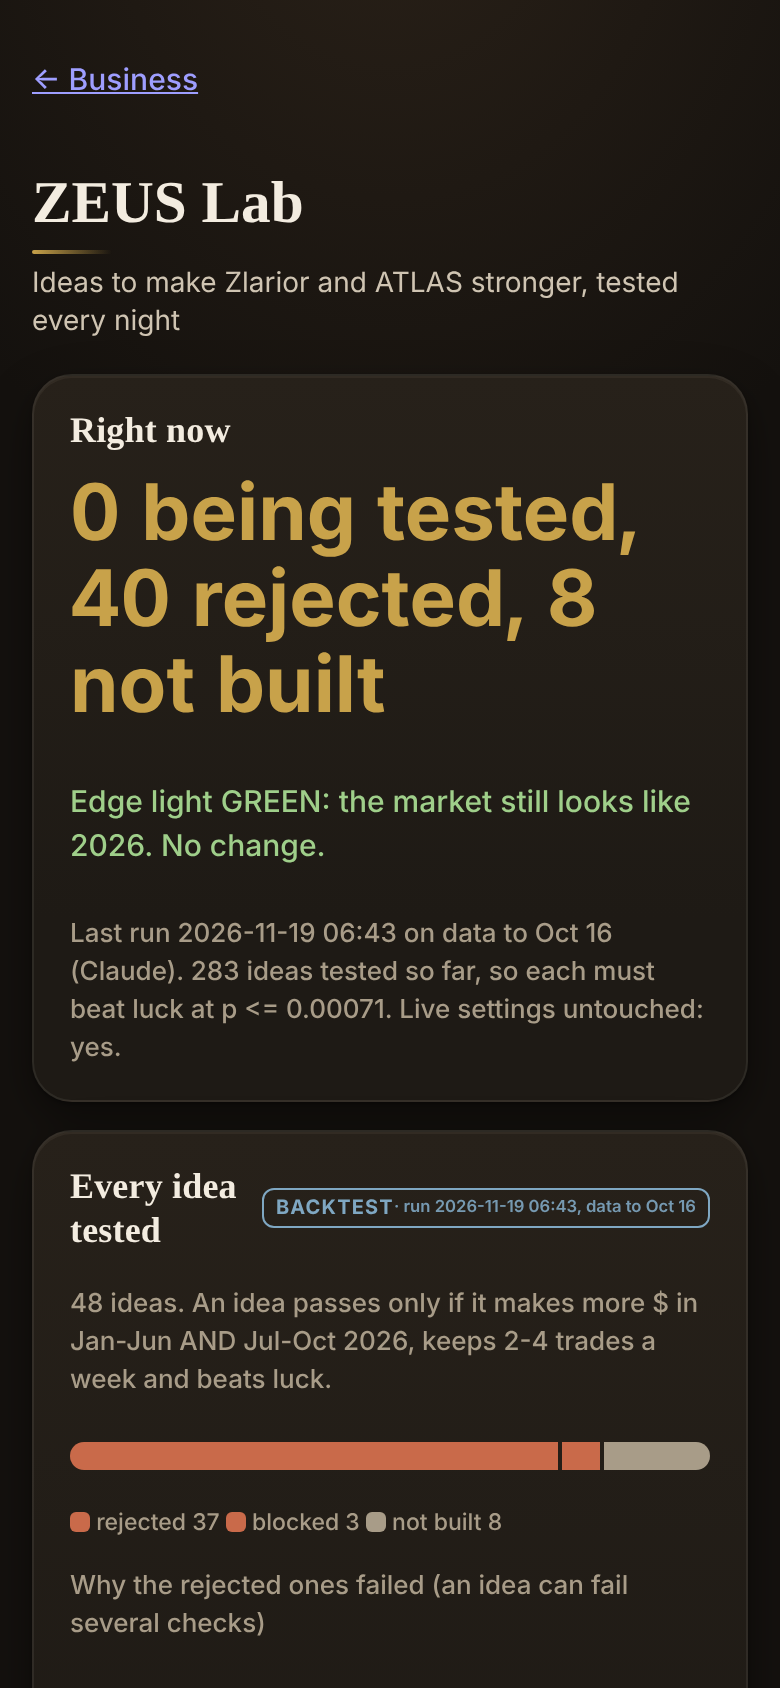 ← Business
ZEUS Lab
Ideas to make Zlarior and ATLAS stronger, tested
every night
Right now
0 being tested,
40 rejected, 8
not built
Edge light GREEN: the market still looks like
2026. No change.
Last run 2026-11-19 06:43 on data to Oct 16
(Claude). 283 ideas tested so far, so each must
beat luck at p <= 0.00071. Live settings untouched:
yes.
Every idea
tested
BACKTEST · run 2026-11-19 06:43, data to Oct 16
48 ideas. An idea passes only if it makes more $ in
Jan-Jun AND Jul-Oct 2026, keeps 2-4 trades a
week and beats luck.
rejected 37 blocked 3 not built 8
Why the rejected ones failed (an idea can fail
several checks)